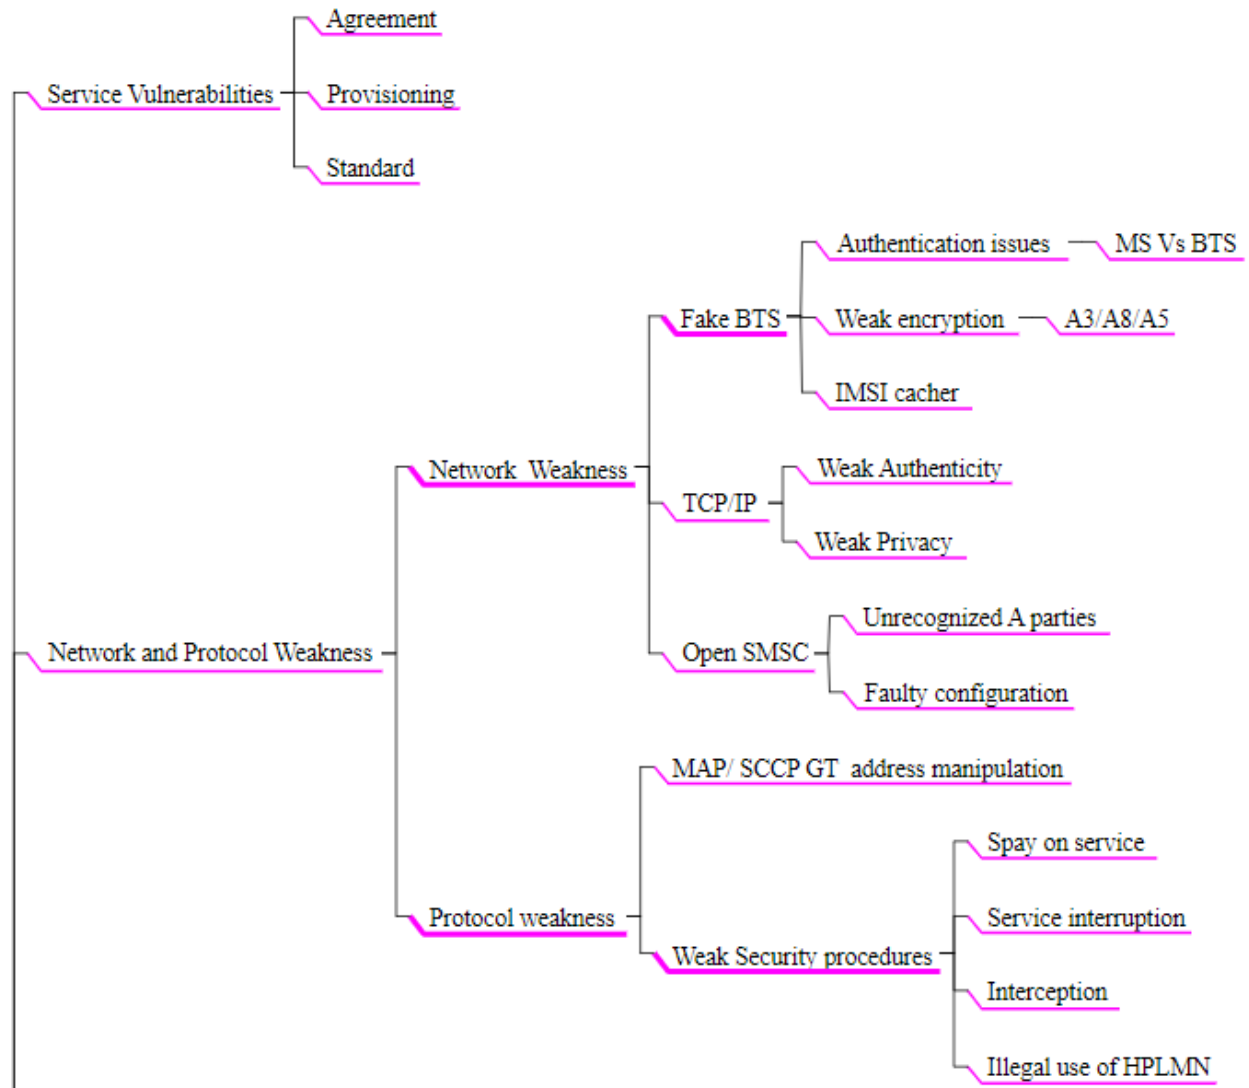 Agreement
Service Vulnerabilities
Provisioning
Standard
Authentication issues
MS Vs BTS
Fake BTS
Weak encryption
A3/A8/A5
IMSI cacher
Network Weakness
Weak Authenticity
TCP/IP
Weak Privacy
Unrecognized A parties
Network and Protocol Weakness
Open SMSC
Faulty configuration
MAP/ SCCP GT address manipulation
Spay on service
Protocol weakness
Service interruption
Weak Security procedures
Interception
Illegal use of HPLMN